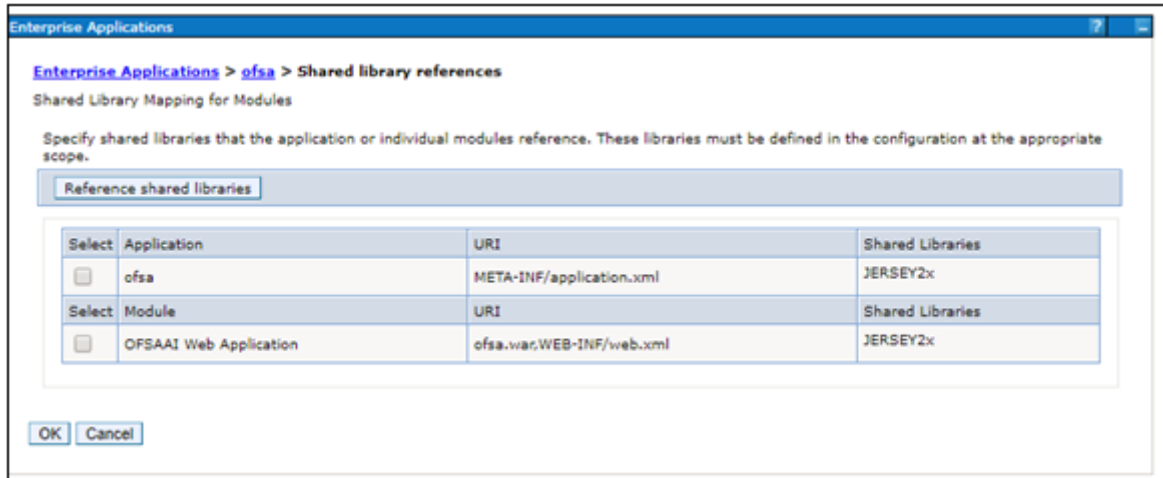 Enterprise Applications ? –
Enterprise Applications > ofsa > Shared library references
Shared Library Mapping for Modules
Specify shared libraries that the application or individual modules reference. These libraries must be defined in the configuration at the appropriate
scope.
Reference shared libraries
Select Application URI Shared Libraries
ofsa META-INF/application.xml JERSEY2x
Select Module URI Shared Libraries
OFSAAI Web Application ofsa.war,WEB-INF/web.xml JERSEY2x
OK Cancel